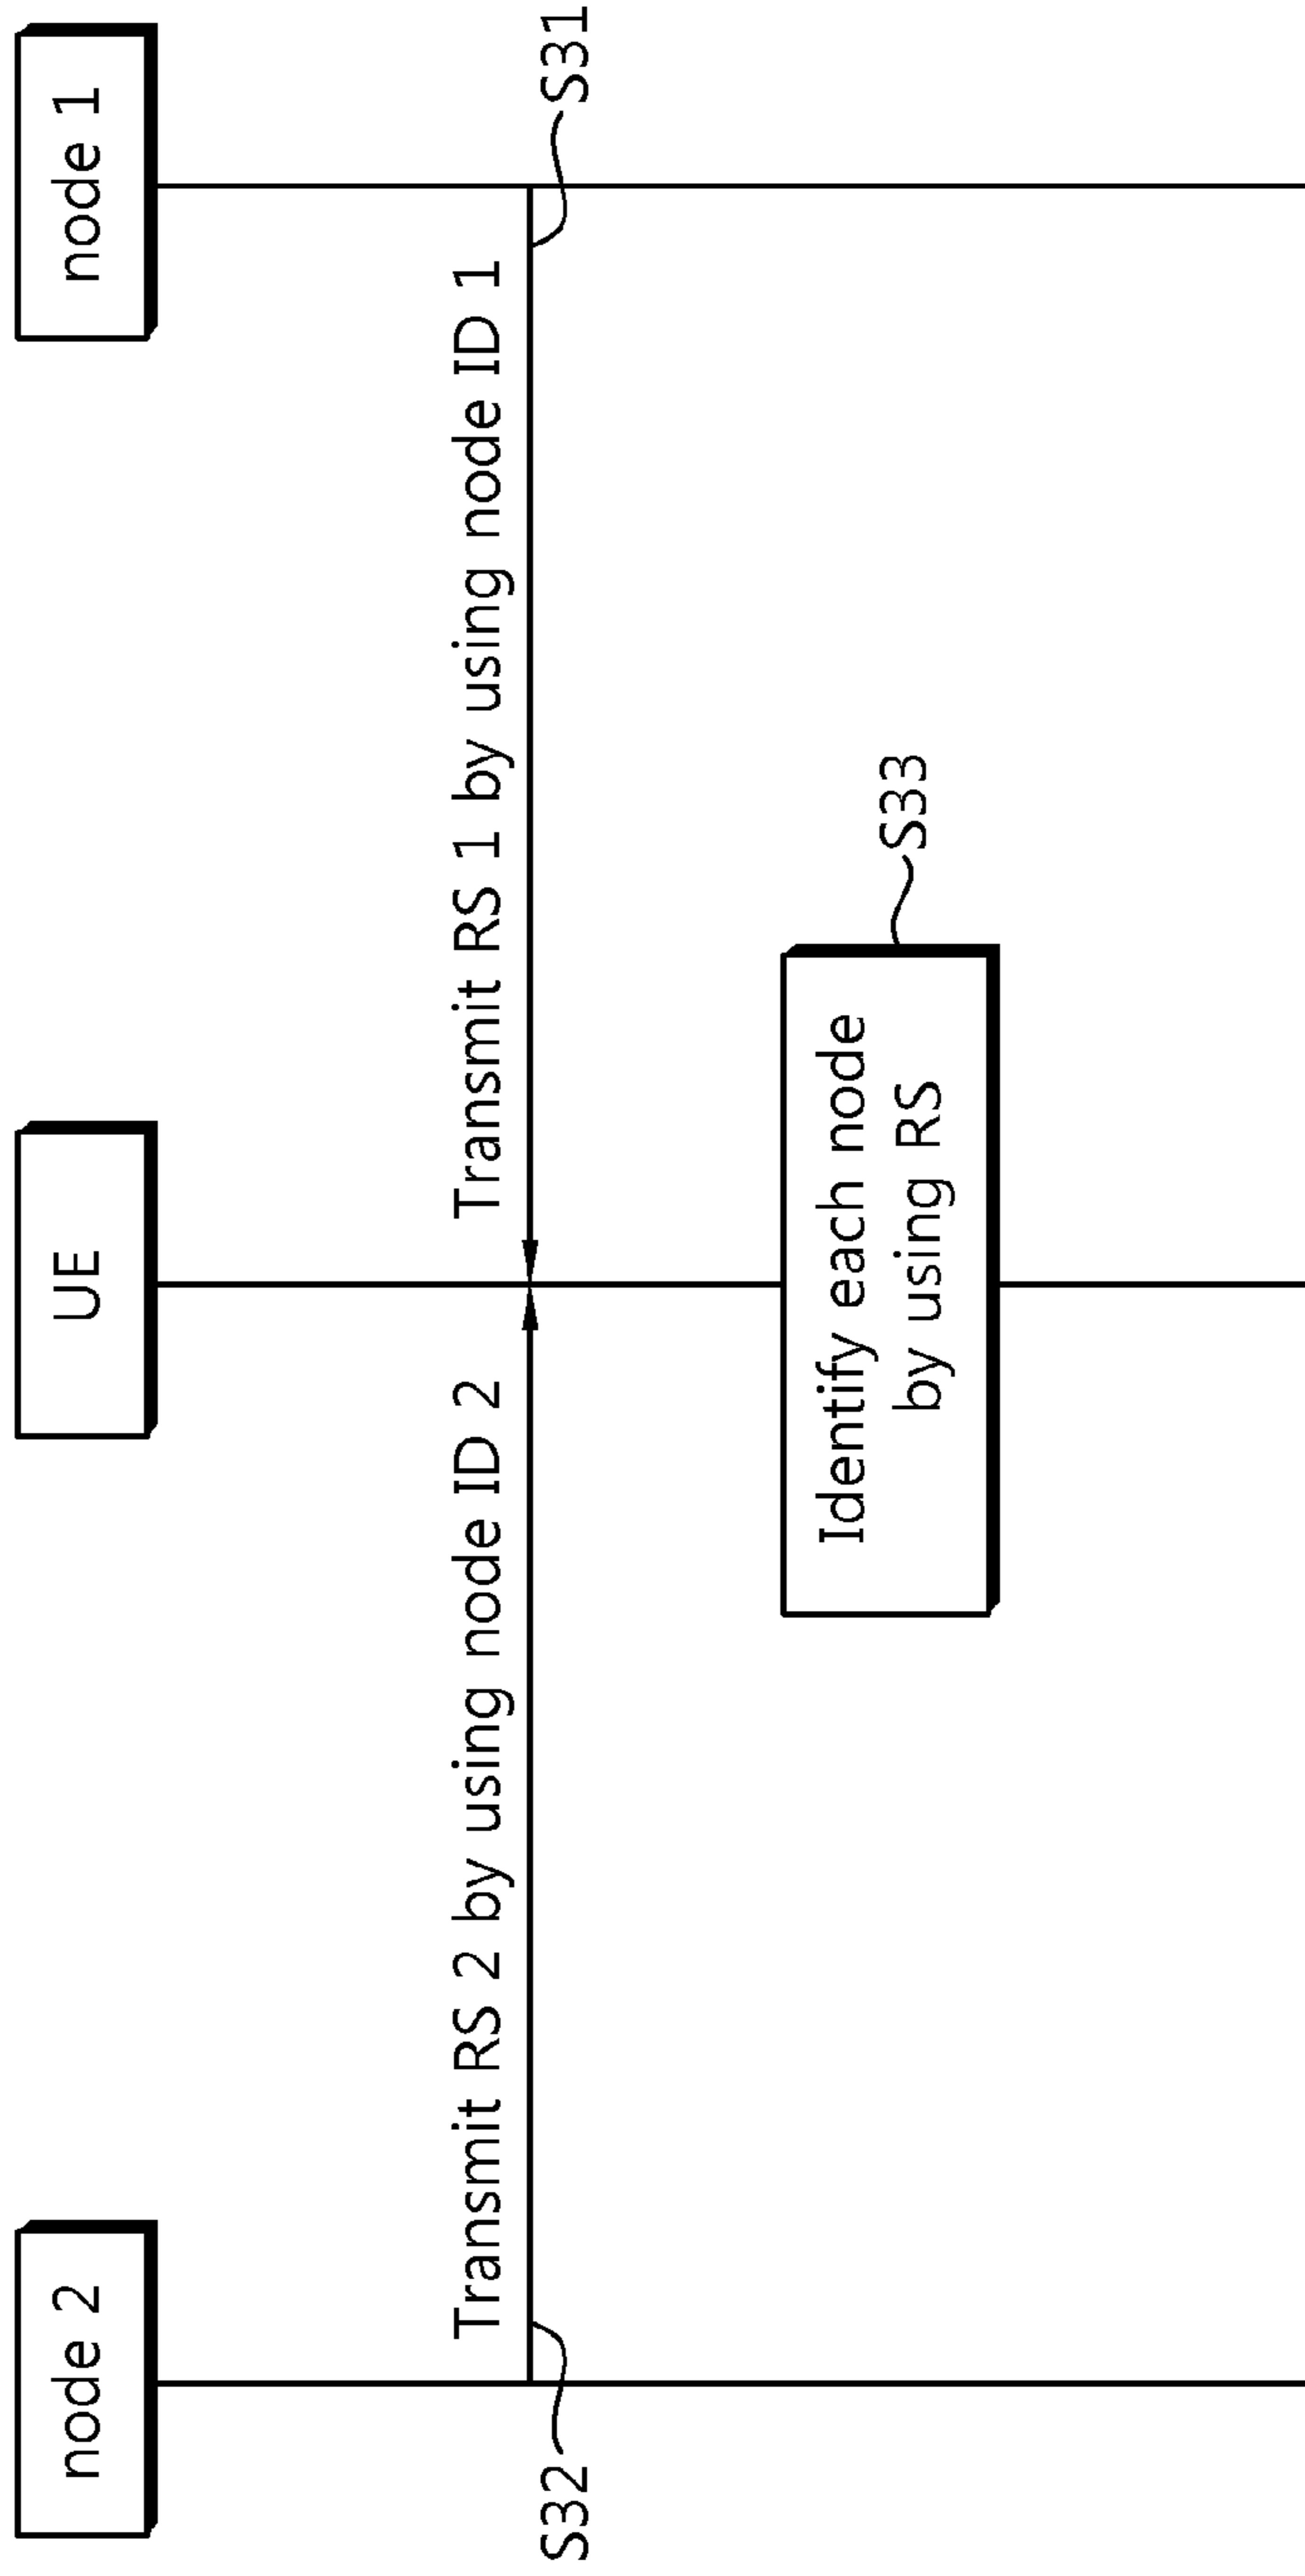 node 2
UE
node 1
Transmit RS 2 by using node ID 2
Transmit RS 1 by using node ID 1
S32
S31
Identify each node
by using RS
S33